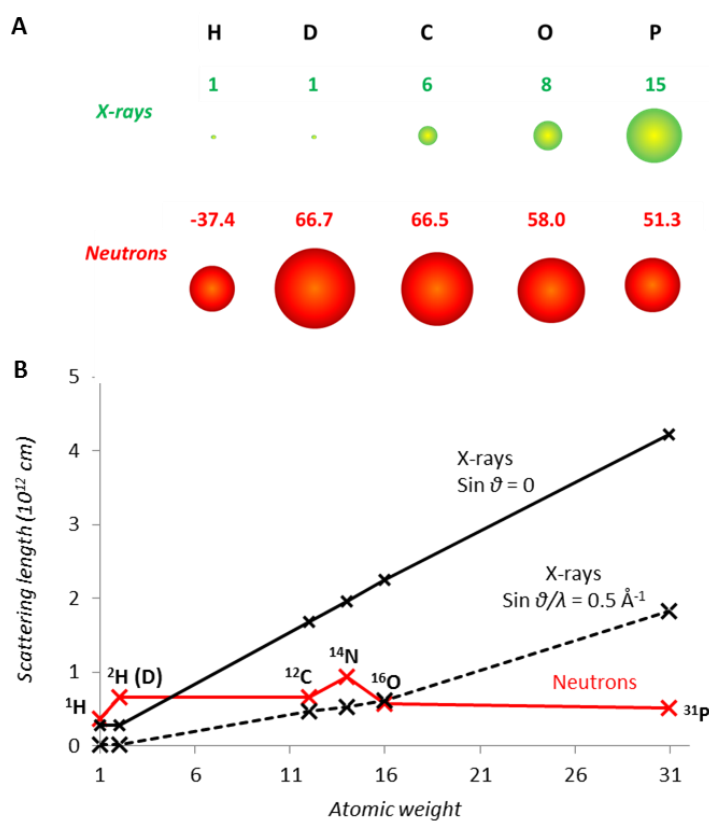 A
H D C O P
X-rays
1 1 6 8 15
Neutrons
-37.4 66.7 66.5 58.0 51.3
B
Scattering length (10¹² cm)
5
4
3
2
1
0
X-rays
Sin ϑ = 0
X-rays
Sin ϑ/λ = 0.5 Å⁻¹
¹H
²H (D)
¹²C
¹⁴N
¹⁶O
Neutrons
³¹P
1 6 11 16 21 26 31
Atomic weight